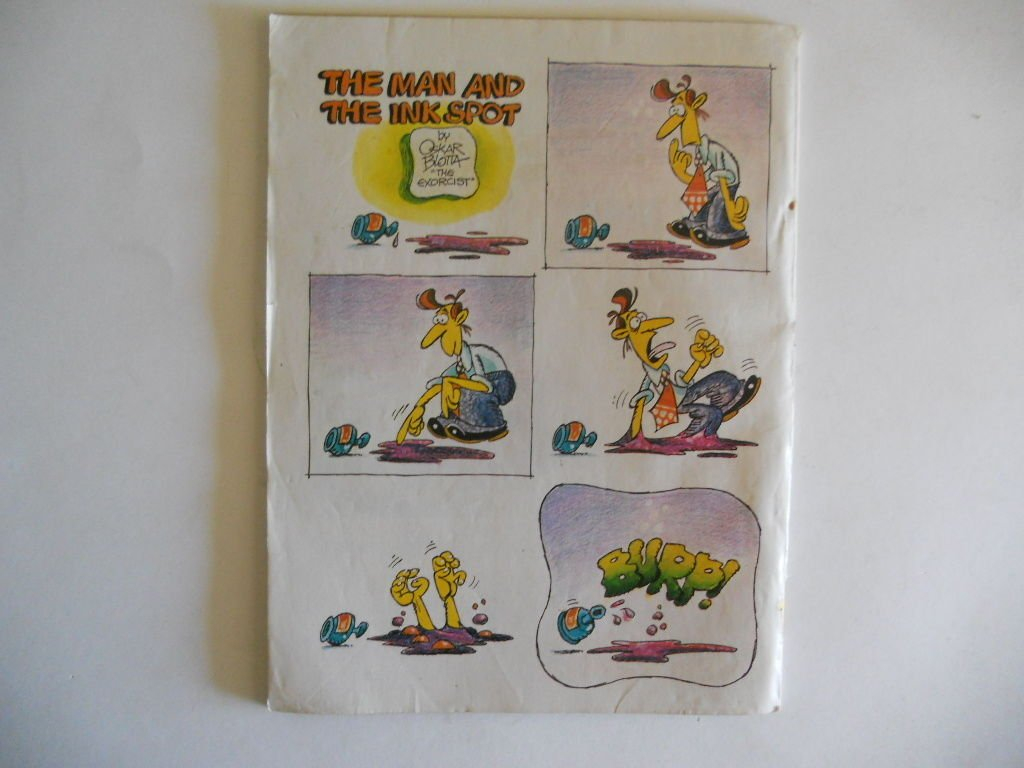 THE MAN AND
THE INK SPOT
by
OSKAR
BLOTTA
"THE
EXORCIST"
BURP!